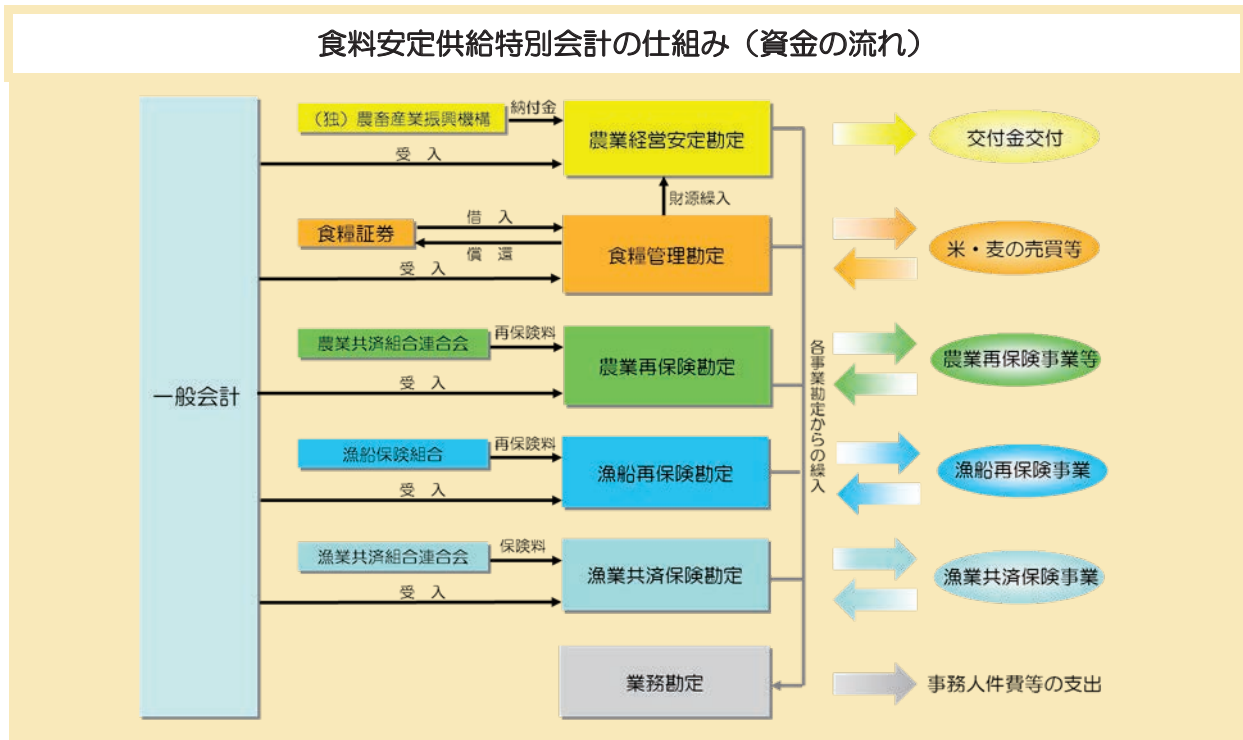 食料安定供給特別会計の仕組み（資金の流れ）
一般会計
（独）農畜産業振興機構
納付金
農業経営安定勘定
受　入
交付金交付
財源繰入
食糧証券
借　入
償　還
食糧管理勘定
受　入
米・麦の売買等
農業共済組合連合会
再保険料
農業再保険勘定
受　入
農業再保険事業等
各事業勘定からの繰入
漁船保険組合
再保険料
漁船再保険勘定
受　入
漁船再保険事業
漁業共済組合連合会
保険料
漁業共済保険勘定
受　入
漁業共済保険事業
業務勘定
事務人件費等の支出